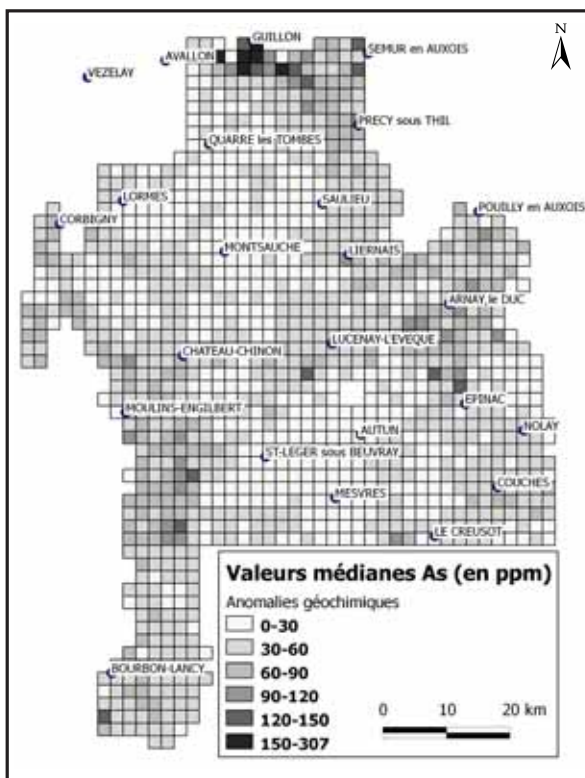 N
GUILLON
SEMUR en AUXOIS
AVALLON
VEZELAY
PRECY sous THIL
QUARRE les TOMBES
LORMES
SAULIEU
POUILLY en AUXOIS
CORBIGNY
MONTSAUCHE
LIERNAIS
ARNAY le DUC
LUCENAY-L'EVEQUE
CHATEAU-CHINON
EPINAC
MOULINS-ENGILBERT
NOLAY
AUTUN
ST-LEGER sous BEUVRAY
COUCHES
MESVRES
LE CREUSOT
BOURBON-LANCY
Valeurs médianes As (en ppm)
Anomalies géochimiques
0-30
30-60
60-90
90-120
120-150
150-307
0 10 20 km